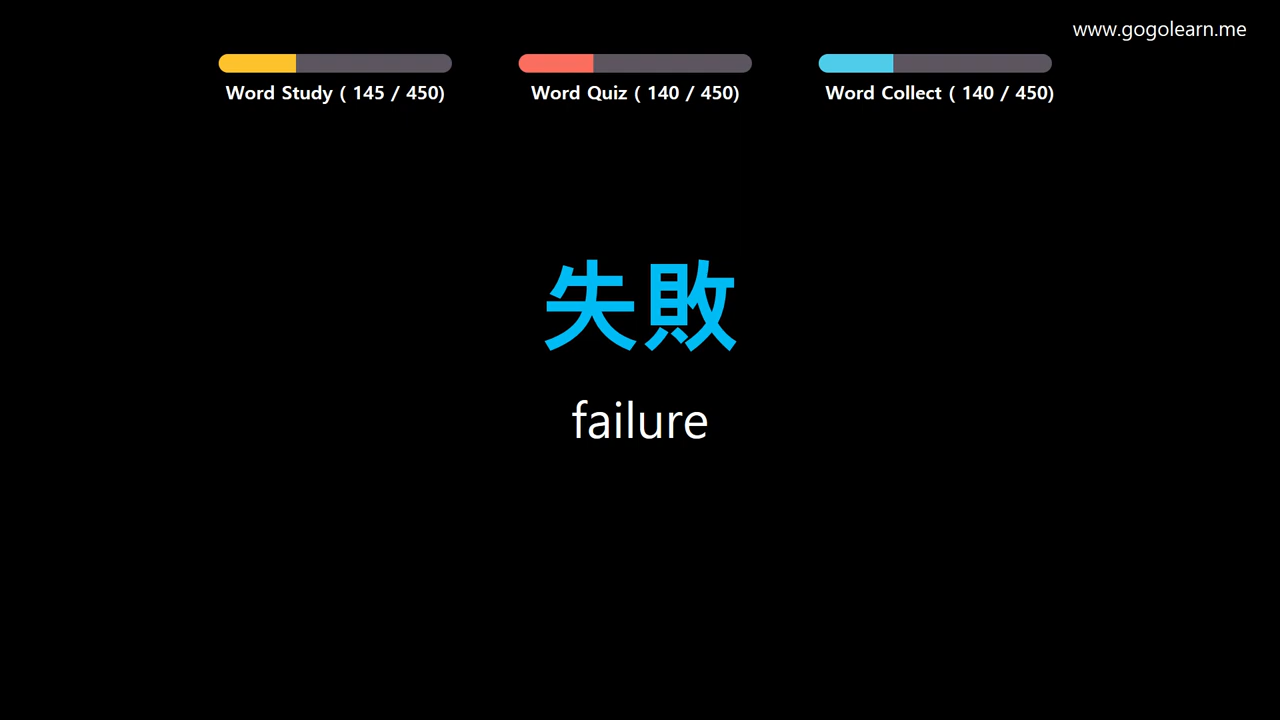 www.gogolearn.me
Word Study ( 145 / 450)
Word Quiz ( 140 / 450)
Word Collect ( 140 / 450)
失敗
failure